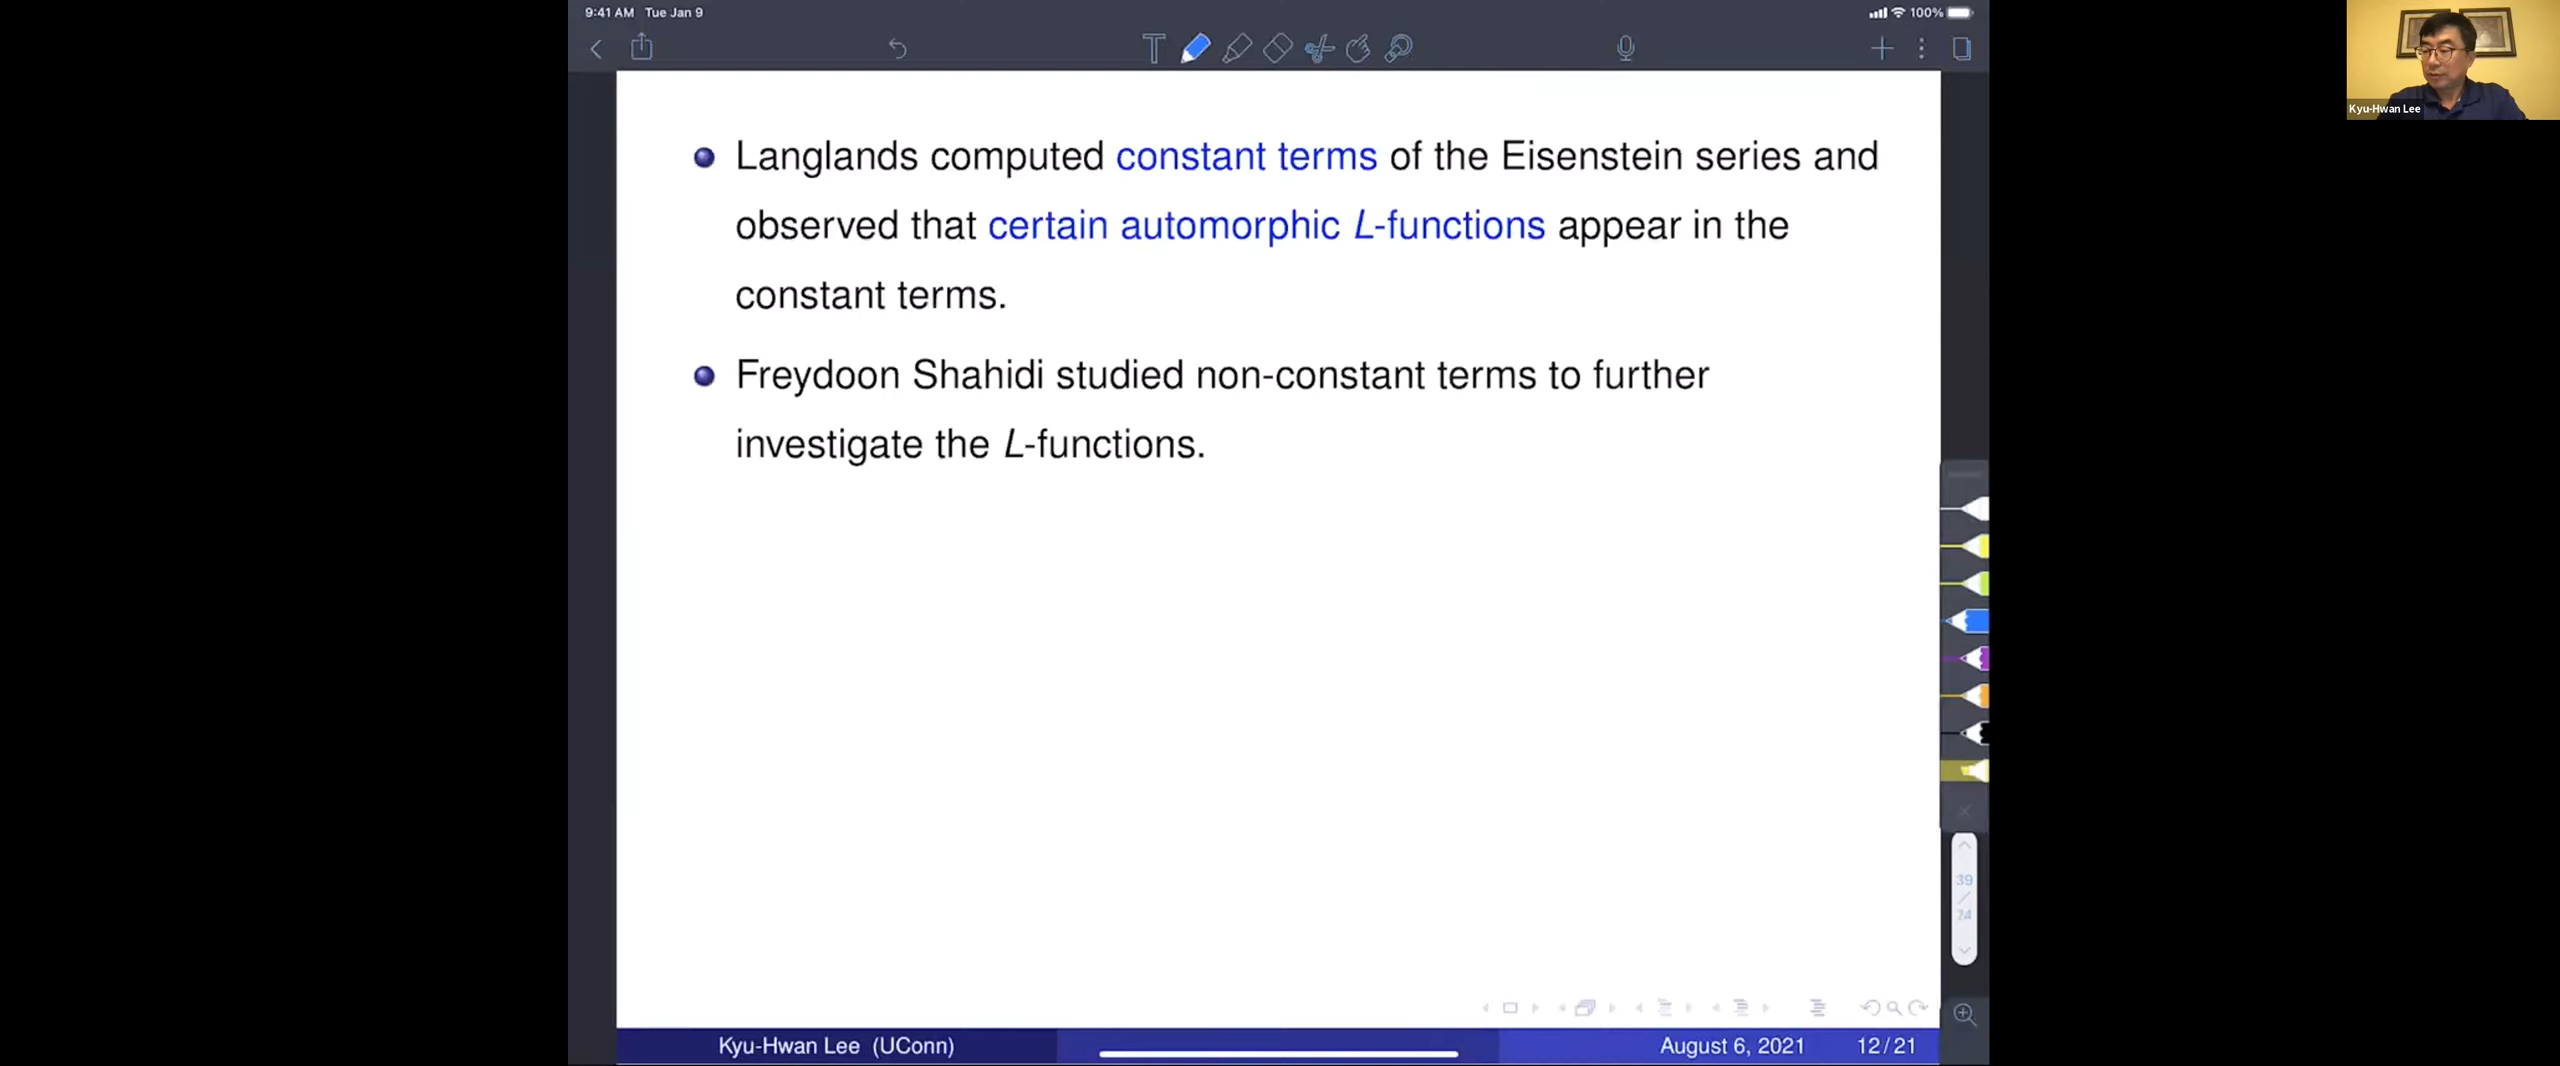 9:41 AM Tue Jan 9
100%
Kyu-Hwan Lee
Langlands computed constant terms of the Eisenstein series and
observed that certain automorphic L-functions appear in the
constant terms.
Freydoon Shahidi studied non-constant terms to further
investigate the L-functions.
39
/
74
Kyu-Hwan Lee (UConn)
August 6, 2021
12/21